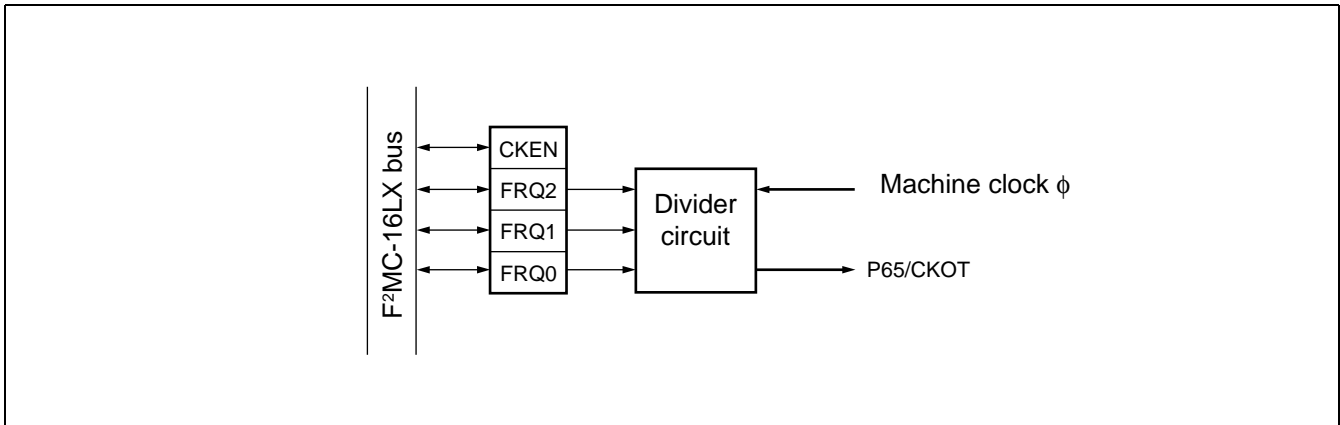 F²MC-16LX bus
CKEN
FRQ2
FRQ1
FRQ0
Divider
circuit
Machine clock ϕ
P65/CKOT